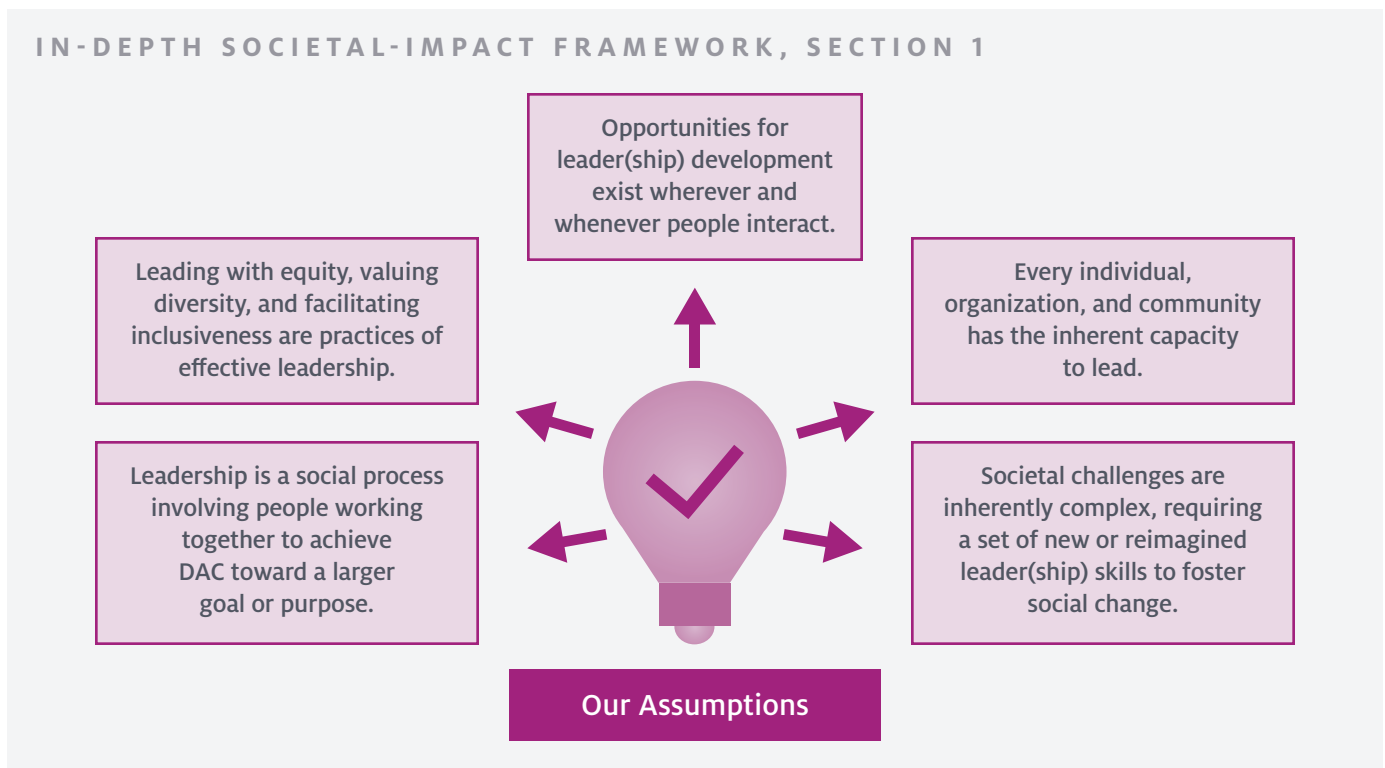 IN-DEPTH SOCIETAL-IMPACT FRAMEWORK, SECTION 1
Opportunities for
leader(ship) development
exist wherever and
whenever people interact.
Leading with equity, valuing
diversity, and facilitating
inclusiveness are practices of
effective leadership.
Every individual,
organization, and community
has the inherent capacity
to lead.
Leadership is a social process
involving people working
together to achieve
DAC toward a larger
goal or purpose.
Societal challenges are
inherently complex, requiring
a set of new or reimagined
leader(ship) skills to foster
social change.
Our Assumptions